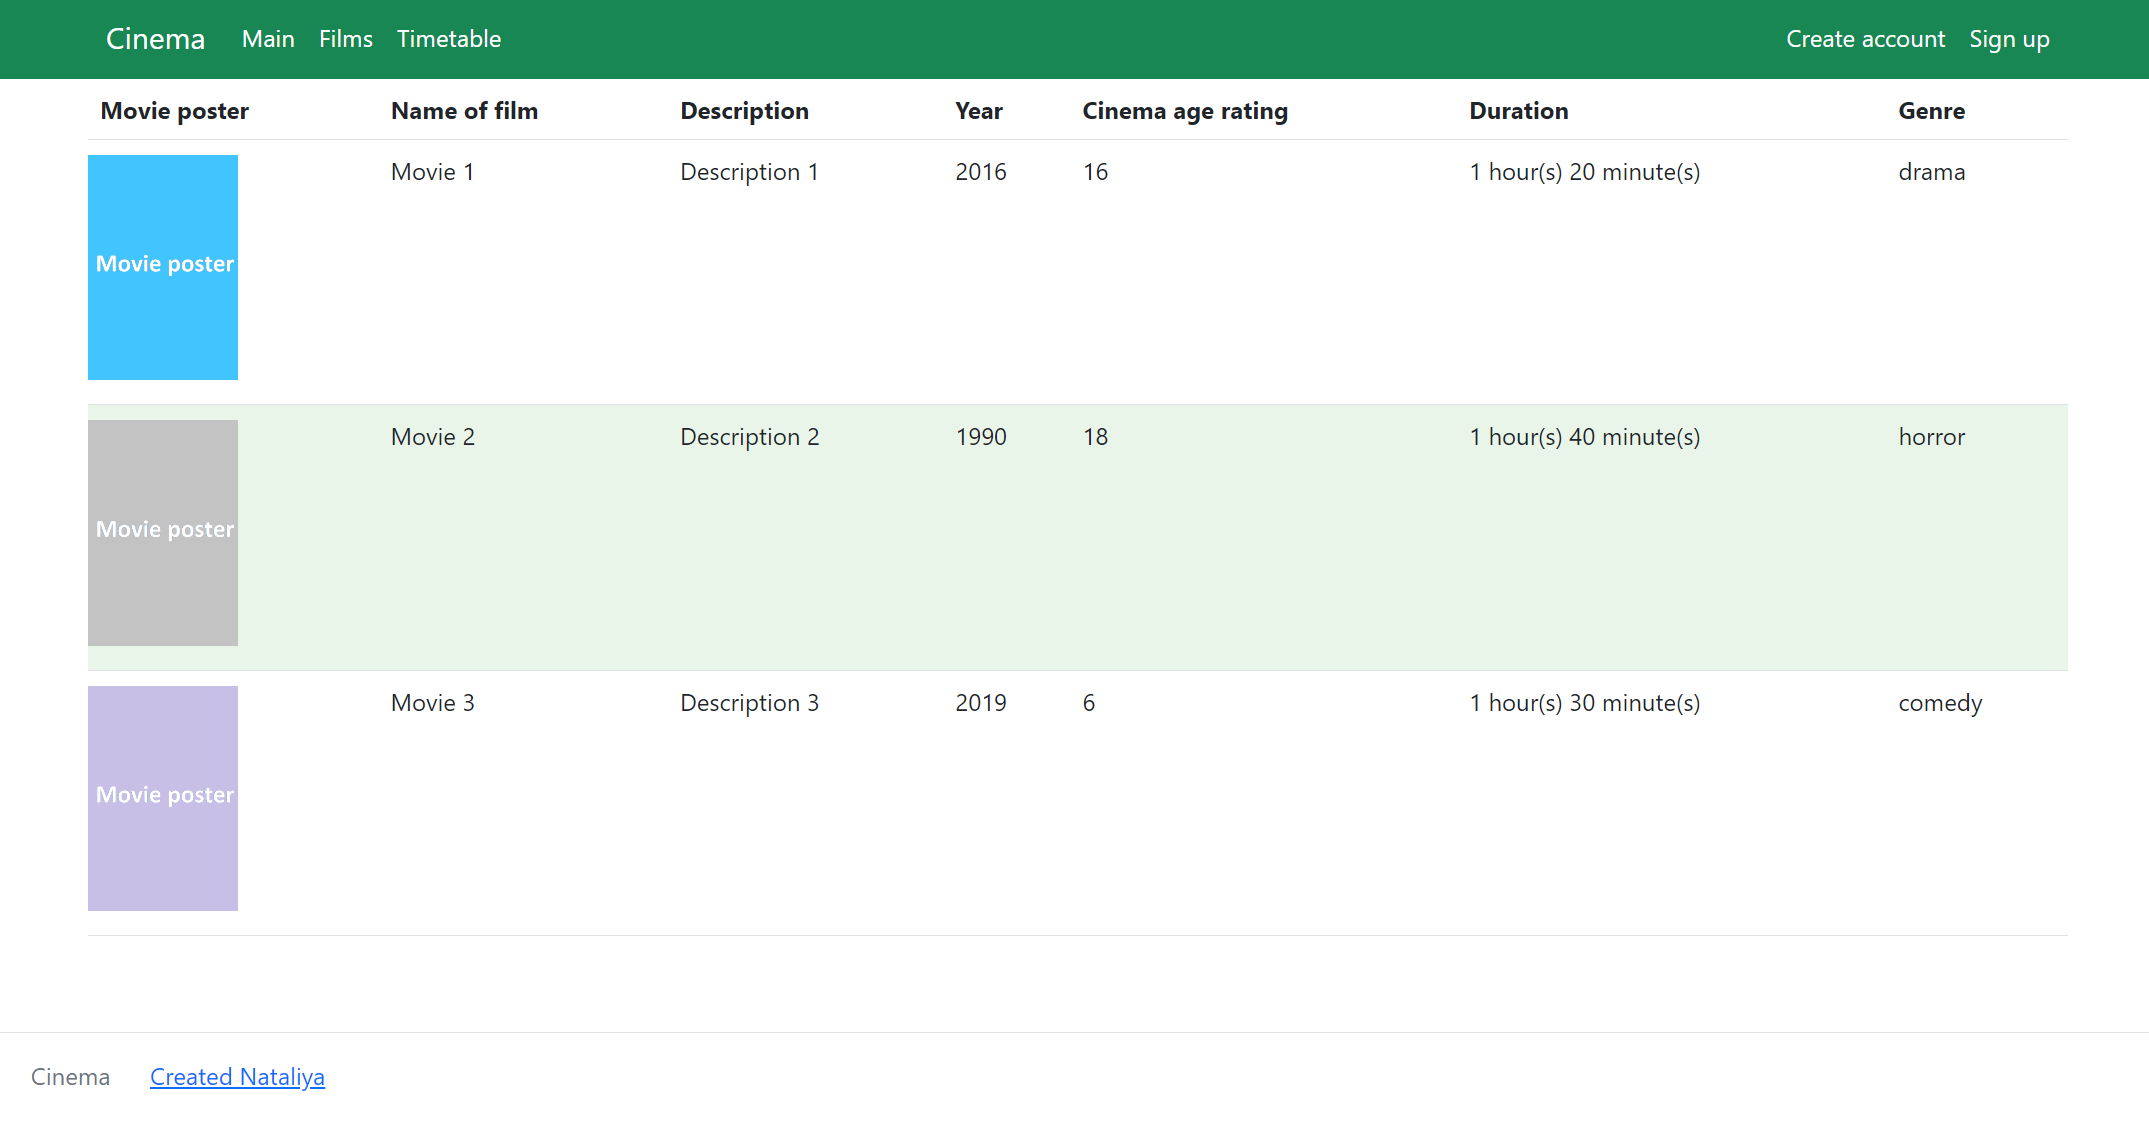 Cinema Main Films Timetable Create account Sign up
Movie poster Name of film Description Year Cinema age rating Duration Genre
Movie 1 Description 1 2016 16 1 hour(s) 20 minute(s) drama
Movie poster
Movie 2 Description 2 1990 18 1 hour(s) 40 minute(s) horror
Movie poster
Movie 3 Description 3 2019 6 1 hour(s) 30 minute(s) comedy
Movie poster
Cinema Created Nataliya